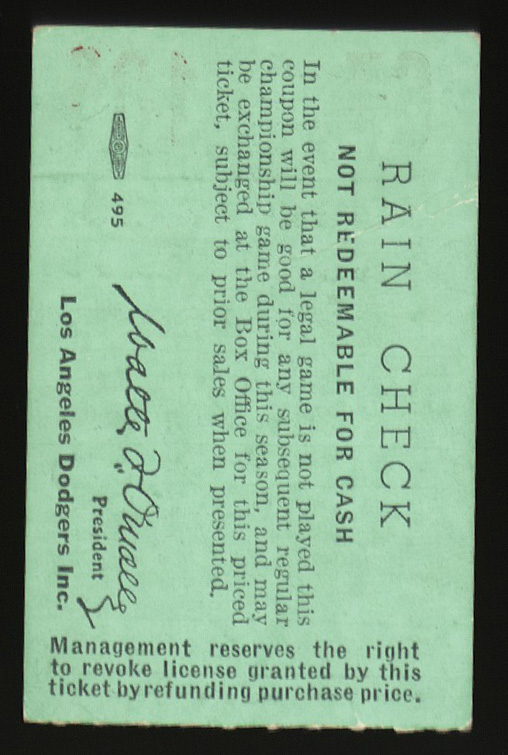 RAIN CHECK
NOT REDEEMABLE FOR CASH
In the event that a legal game is not played this
coupon will be good for any subsequent regular
championship game during this season, and may
be exchanged at the Box Office for this priced
ticket, subject to prior sales when presented.
495
Walter F. O'Malley
President
Los Angeles Dodgers Inc.
Management reserves the right
to revoke license granted by this
ticket by refunding purchase price.